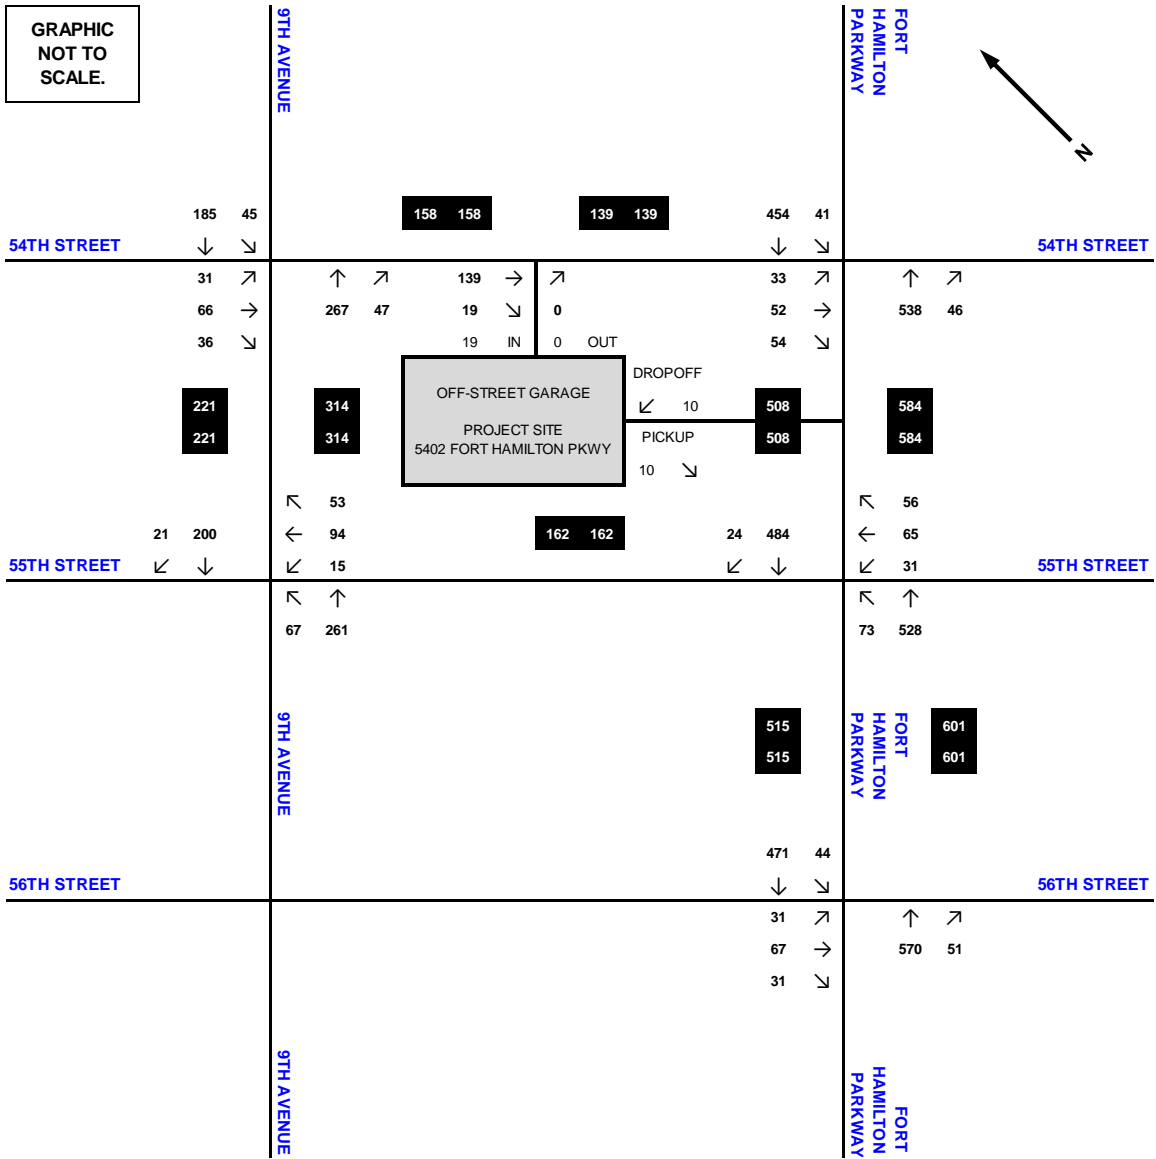 GRAPHIC
NOT TO
SCALE.
9TH AVENUE
FORT
HAMILTON
PARKWAY
N
185 45
158 158
139 139
454 41
54TH STREET
54TH STREET
31
66
36
267 47
139
19
19 IN
0
0 OUT
33
52
54
538 46
OFF-STREET GARAGE
PROJECT SITE
5402 FORT HAMILTON PKWY
DROPOFF
10
PICKUP
10
221
221
314
314
508
508
584
584
53
94
15
21 200
162 162
24 484
56
65
31
55TH STREET
55TH STREET
67 261
73 528
9TH AVENUE
515
515
FORT
HAMILTON
PARKWAY
601
601
471 44
56TH STREET
56TH STREET
31
67
31
570 51
9TH AVENUE
FORT
HAMILTON
PARKWAY